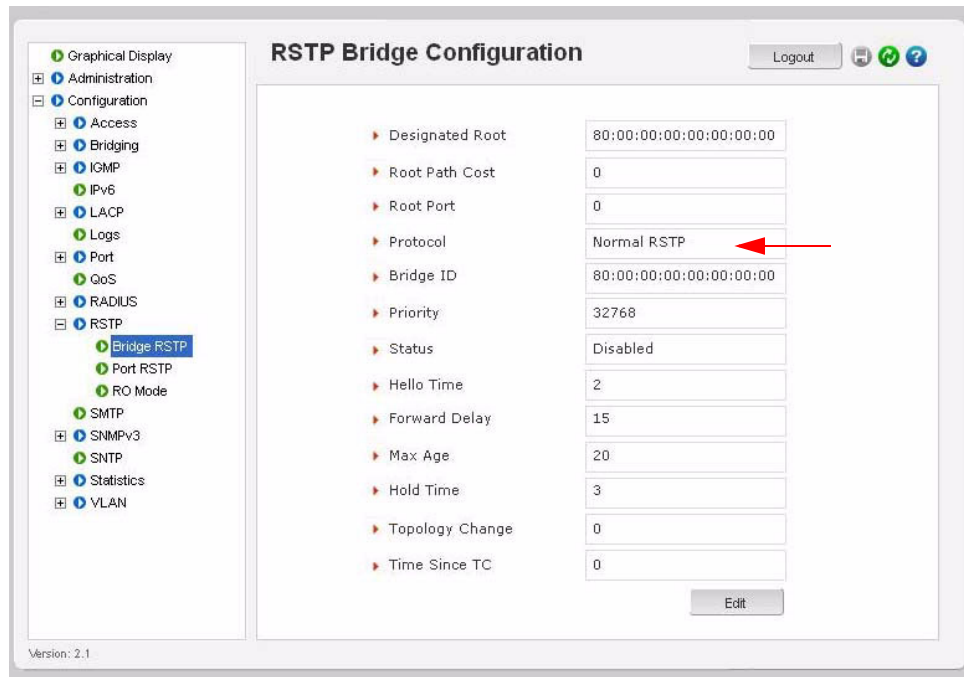 RSTP Bridge Configuration
Logout
Graphical Display
Administration
Configuration
Access
Bridging
IGMP
IPv6
LACP
Logs
Port
QoS
RADIUS
RSTP
Bridge RSTP
Port RSTP
RO Mode
SMTP
SNMPv3
SNTP
Statistics
VLAN
Designated Root 80:00:00:00:00:00:00:00
Root Path Cost 0
Root Port 0
Protocol Normal RSTP
Bridge ID 80:00:00:00:00:00:00:00
Priority 32768
Status Disabled
Hello Time 2
Forward Delay 15
Max Age 20
Hold Time 3
Topology Change 0
Time Since TC 0
Edit
Version: 2.1